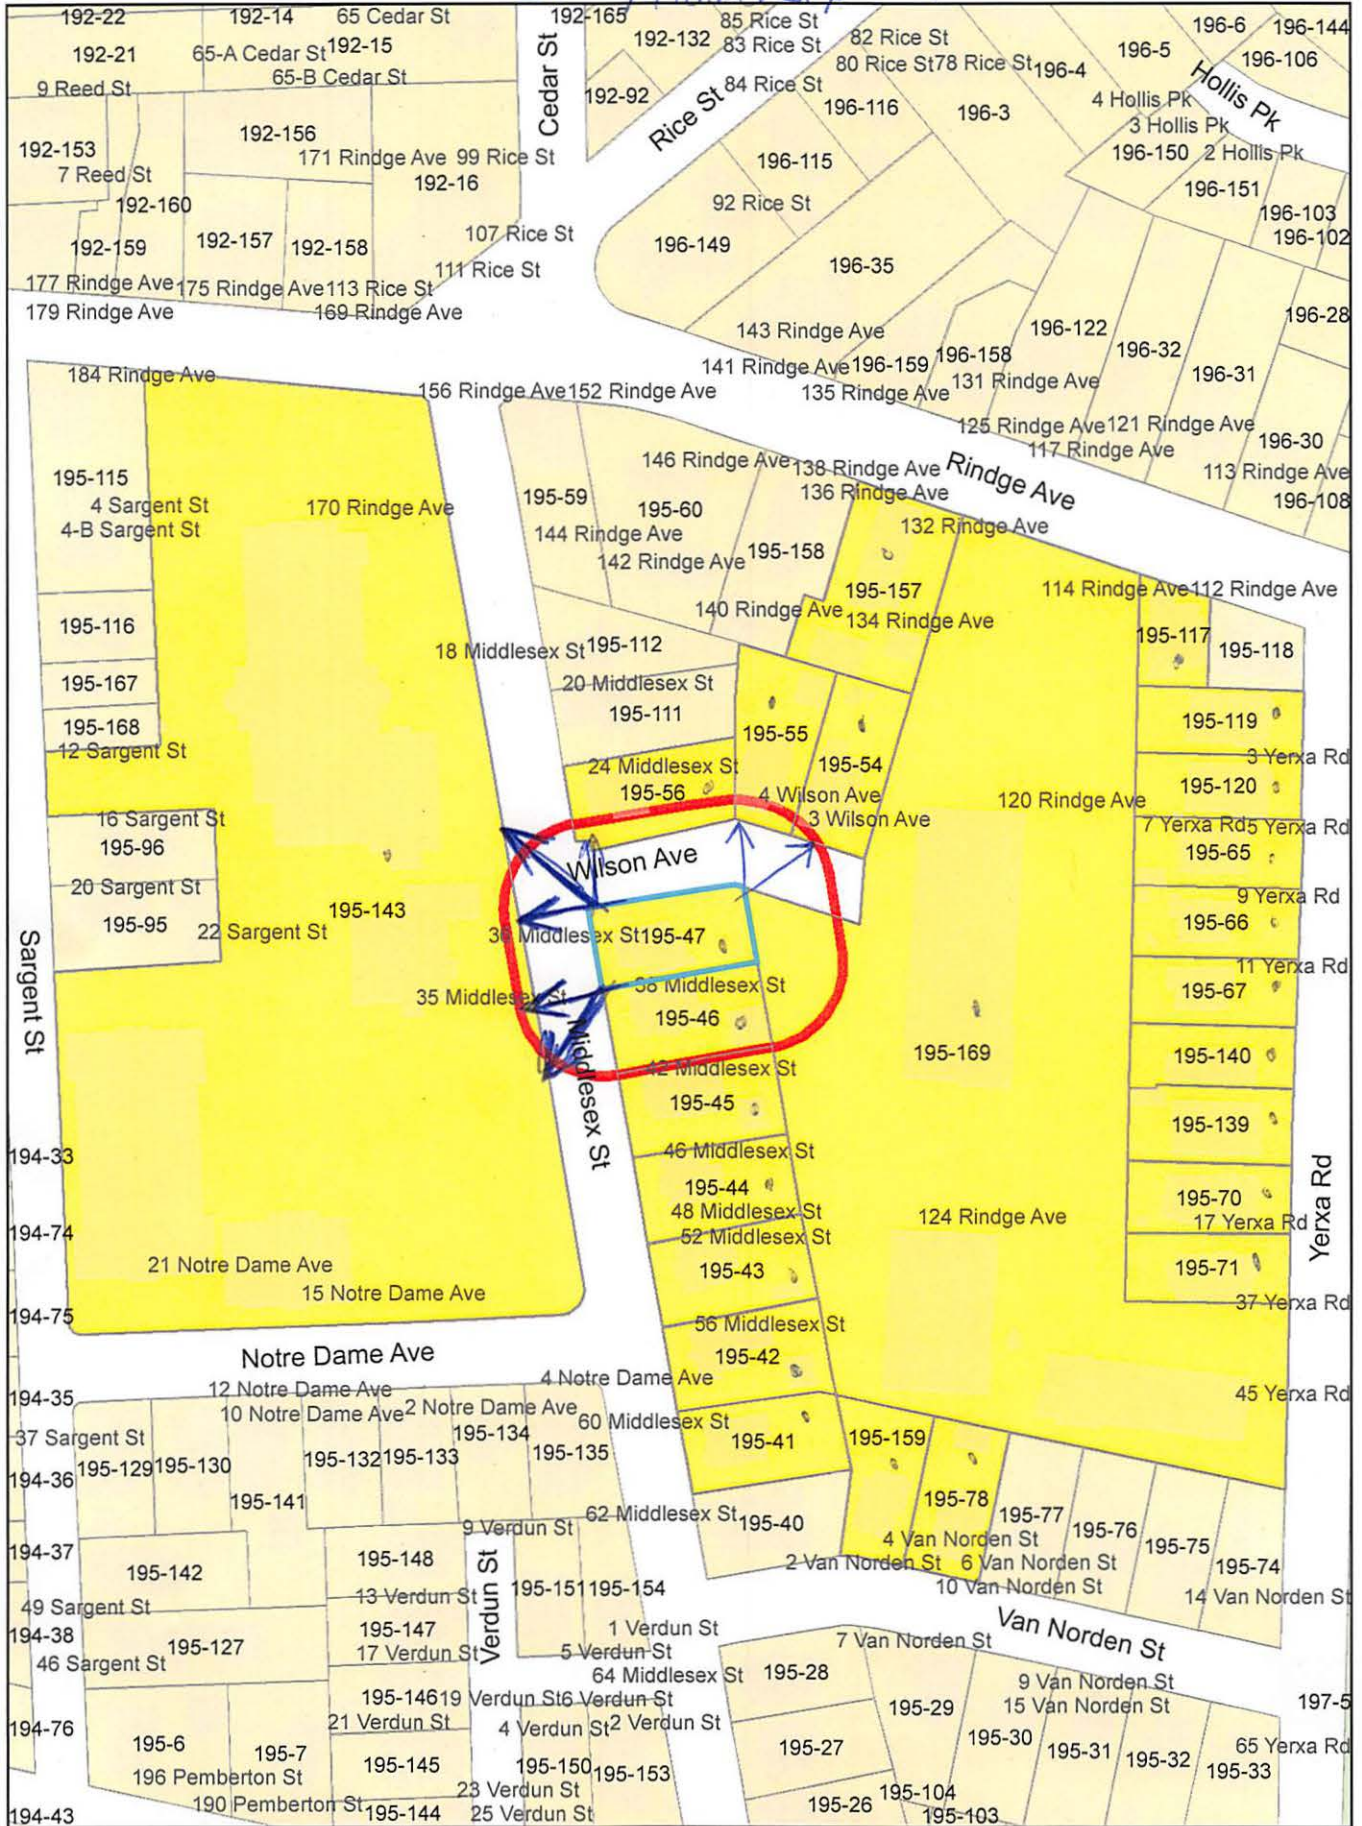 192-22
192-14
65 Cedar St
192-165
85 Rice St
192-21
65-A Cedar St
192-15
65-B Cedar St
Cedar St
192-132
83 Rice St
82 Rice St
80 Rice St
78 Rice St
196-4
196-5
196-6
196-144
196-106
9 Reed St
192-92
84 Rice St
Rice St
196-116
196-3
4 Hollis Pk
Hollis Pk
3 Hollis Pk
192-153
192-156
171 Rindge Ave
99 Rice St
196-115
196-150
2 Hollis Pk
7 Reed St
192-16
196-151
192-160
92 Rice St
196-103
192-159
192-157
192-158
107 Rice St
196-149
196-102
111 Rice St
196-35
177 Rindge Ave
175 Rindge Ave
113 Rice St
179 Rindge Ave
169 Rindge Ave
143 Rindge Ave
196-122
196-28
141 Rindge Ave
196-159
196-158
196-32
184 Rindge Ave
131 Rindge Ave
196-31
156 Rindge Ave
152 Rindge Ave
135 Rindge Ave
125 Rindge Ave
121 Rindge Ave
117 Rindge Ave
196-30
146 Rindge Ave
138 Rindge Ave
Rindge Ave
113 Rindge Ave
195-115
136 Rindge Ave
196-108
4 Sargent St
170 Rindge Ave
195-59
195-60
132 Rindge Ave
4-B Sargent St
144 Rindge Ave
142 Rindge Ave
195-158
195-157
114 Rindge Ave
112 Rindge Ave
140 Rindge Ave
134 Rindge Ave
195-116
18 Middlesex St
195-112
195-117
195-118
195-167
20 Middlesex St
195-111
195-168
195-55
195-119
12 Sargent St
24 Middlesex St
195-54
3 Yerxa Rd
195-56
4 Wilson Ave
120 Rindge Ave
195-120
16 Sargent St
3 Wilson Ave
7 Yerxa Rd
5 Yerxa Rd
195-96
Wilson Ave
195-65
20 Sargent St
9 Yerxa Rd
195-95
195-143
22 Sargent St
36 Middlesex St
195-47
195-66
Sargent St
11 Yerxa Rd
35 Middlesex St
38 Middlesex St
195-67
195-46
195-169
195-140
Middlesex St
42 Middlesex St
195-45
195-139
194-33
46 Middlesex St
195-44
195-70
48 Middlesex St
124 Rindge Ave
17 Yerxa Rd
Yerxa Rd
194-74
52 Middlesex St
21 Notre Dame Ave
195-43
195-71
15 Notre Dame Ave
37 Yerxa Rd
194-75
56 Middlesex St
Notre Dame Ave
195-42
4 Notre Dame Ave
194-35
12 Notre Dame Ave
45 Yerxa Rd
10 Notre Dame Ave
2 Notre Dame Ave
60 Middlesex St
37 Sargent St
195-134
195-41
195-159
194-36
195-129
195-130
195-132
195-133
195-135
195-141
195-78
195-77
62 Middlesex St
195-40
9 Verdun St
4 Van Norden St
195-76
195-75
194-37
195-142
195-148
2 Van Norden St
6 Van Norden St
195-74
10 Van Norden St
14 Van Norden St
13 Verdun St
195-151
195-154
49 Sargent St
Verdun St
194-38
195-127
195-147
1 Verdun St
7 Van Norden St
Van Norden St
17 Verdun St
5 Verdun St
46 Sargent St
64 Middlesex St
195-28
9 Van Norden St
195-146
19 Verdun St
6 Verdun St
195-29
15 Van Norden St
197-5
194-76
21 Verdun St
4 Verdun St
2 Verdun St
195-6
195-7
195-27
195-30
195-31
195-32
65 Yerxa Rd
195-33
196 Pemberton St
195-145
195-150
195-153
23 Verdun St
195-104
190 Pemberton St
195-26
194-43
195-144
25 Verdun St
195-103